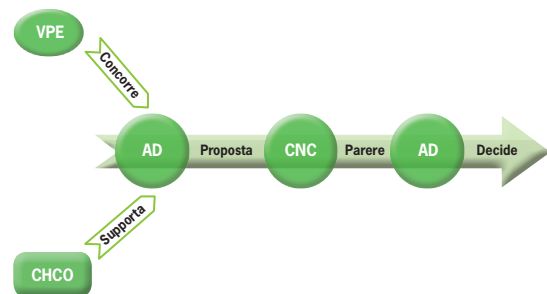 VPE
Concorre
AD Proposta CNC Parere AD Decide
Supporta
CHCO